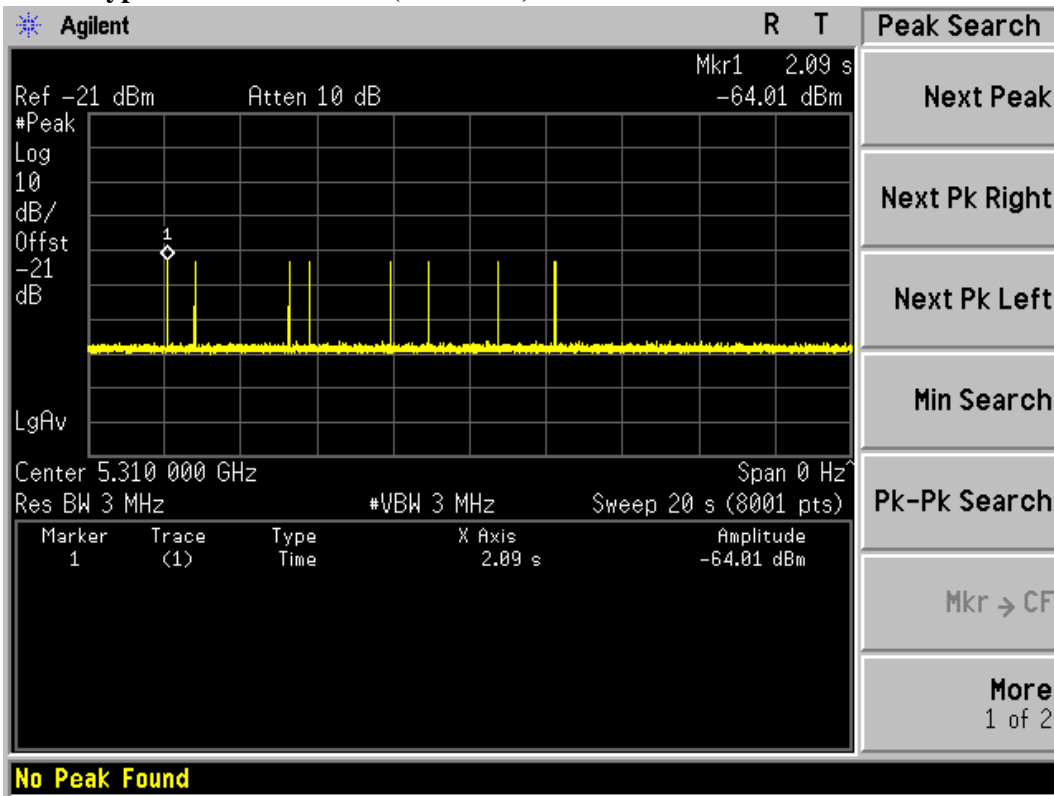 Agilent R T Peak Search
Mkr1 2.09 s
Ref -21 dBm Atten 10 dB -64.01 dBm
#Peak
Log
10
dB/
Offst
-21
dB
LgAv
1
Center 5.310 000 GHz Span 0 Hz^
Res BW 3 MHz #VBW 3 MHz Sweep 20 s (8001 pts)
Marker Trace Type X Axis Amplitude
1 (1) Time 2.09 s -64.01 dBm
Next Peak
Next Pk Right
Next Pk Left
Min Search
Pk-Pk Search
Mkr → CF
More
1 of 2
No Peak Found